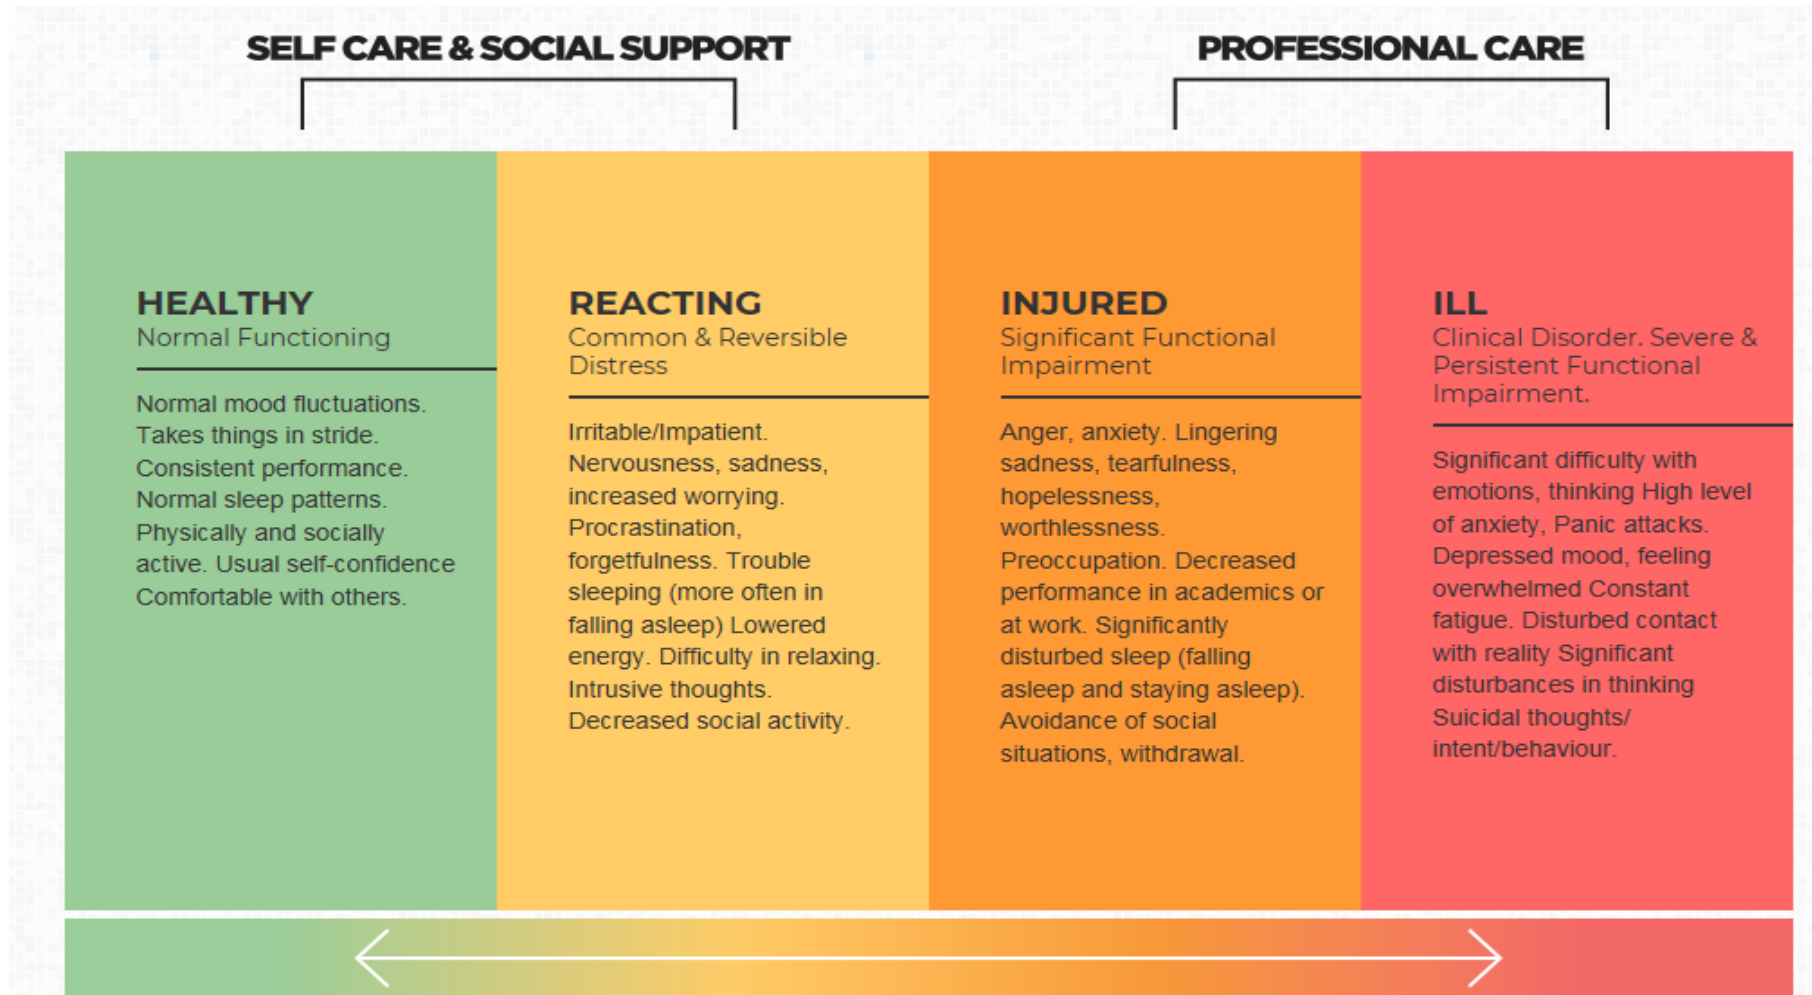 SELF CARE & SOCIAL SUPPORT
PROFESSIONAL CARE
HEALTHY
Normal Functioning
Normal mood fluctuations.
Takes things in stride.
Consistent performance.
Normal sleep patterns.
Physically and socially
active. Usual self-confidence
Comfortable with others.
REACTING
Common & Reversible
Distress
Irritable/Impatient.
Nervousness, sadness,
increased worrying.
Procrastination,
forgetfulness. Trouble
sleeping (more often in
falling asleep) Lowered
energy. Difficulty in relaxing.
Intrusive thoughts.
Decreased social activity.
INJURED
Significant Functional
Impairment
Anger, anxiety. Lingering
sadness, tearfulness,
hopelessness,
worthlessness.
Preoccupation. Decreased
performance in academics or
at work. Significantly
disturbed sleep (falling
asleep and staying asleep).
Avoidance of social
situations, withdrawal.
ILL
Clinical Disorder. Severe &
Persistent Functional
Impairment.
Significant difficulty with
emotions, thinking High level
of anxiety, Panic attacks.
Depressed mood, feeling
overwhelmed Constant
fatigue. Disturbed contact
with reality Significant
disturbances in thinking
Suicidal thoughts/
intent/behaviour.